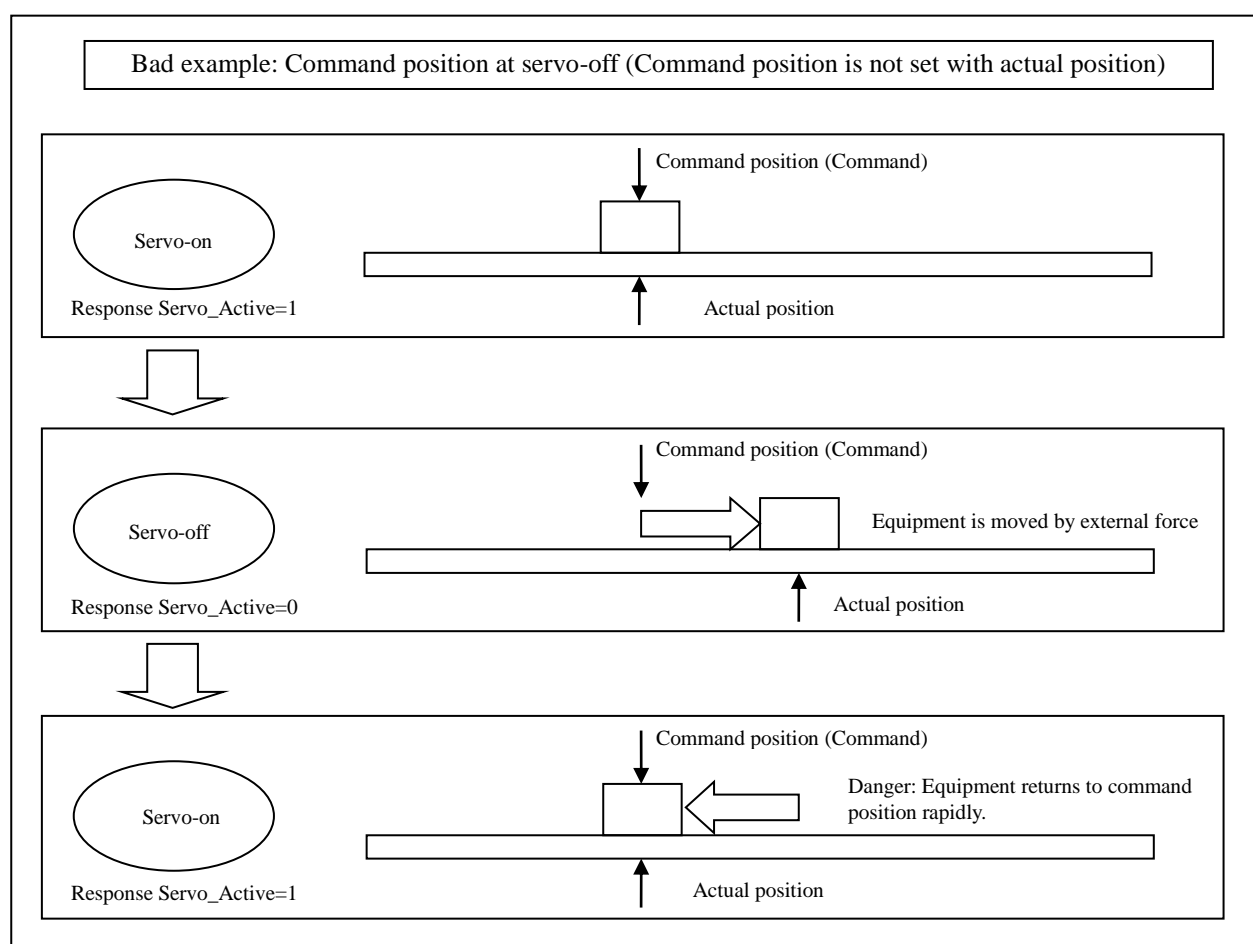 Bad example: Command position at servo-off (Command position is not set with actual position)
Command position (Command)
Servo-on
Response Servo_Active=1
Actual position
Command position (Command)
Servo-off
Equipment is moved by external force
Response Servo_Active=0
Actual position
Command position (Command)
Danger: Equipment returns to command
position rapidly.
Servo-on
Response Servo_Active=1
Actual position